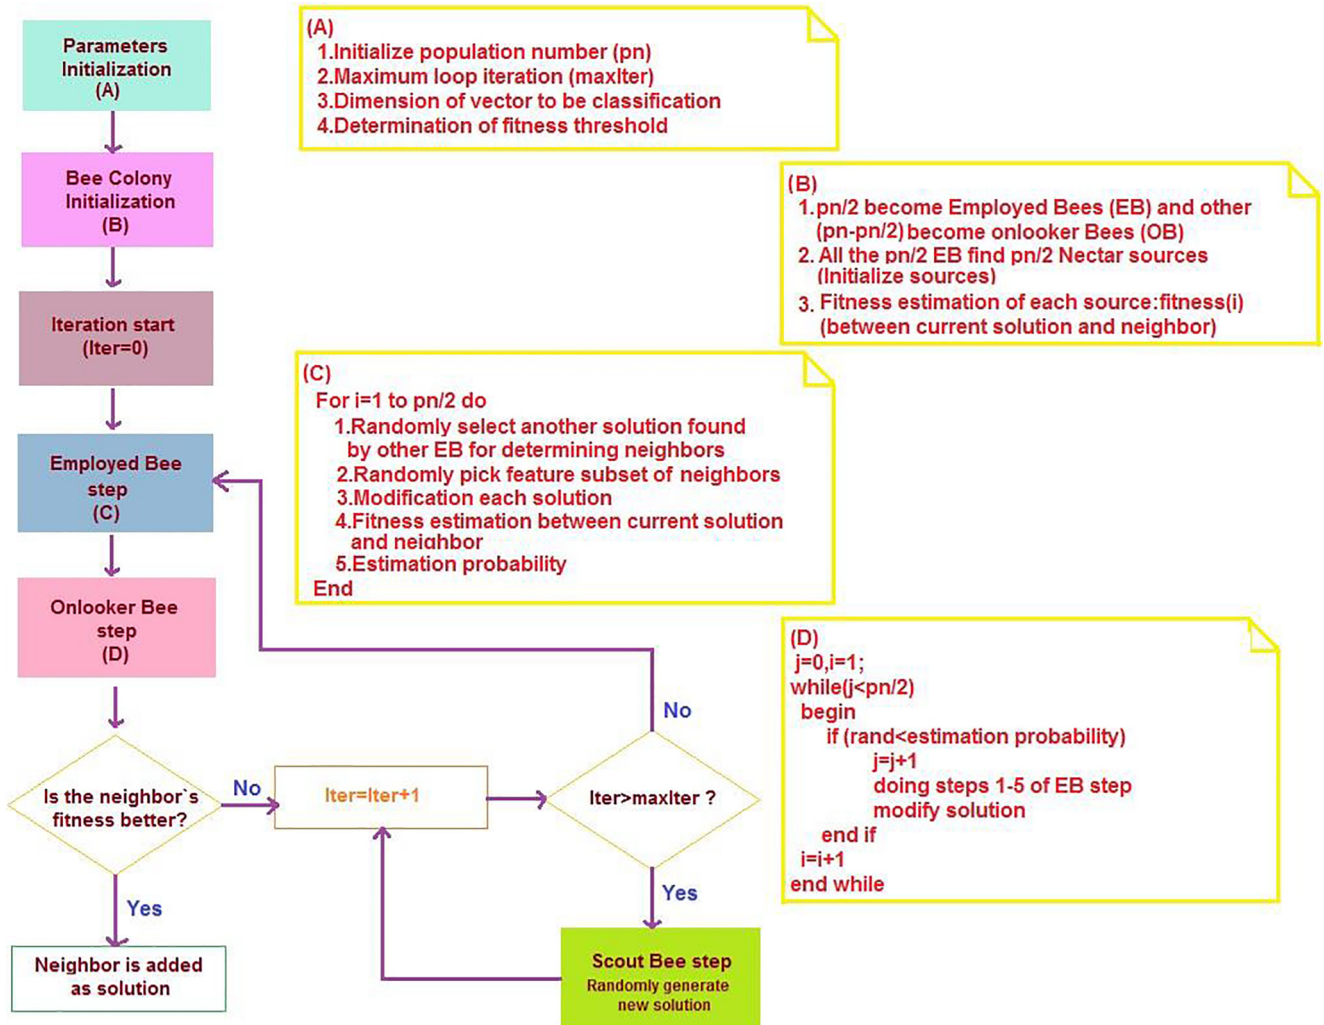 Parameters
Initialization
(A)
Bee Colony
Initialization
(B)
Iteration start
(Iter=0)
Employed Bee
step
(C)
Onlooker Bee
step
(D)
Is the neighbor`s
fitness better?
No
Yes
Neighbor is added
as solution
Iter=Iter+1
Iter>maxIter ?
No
Yes
Scout Bee step
Randomly generate
new solution
(A)
1.Initialize population number (pn)
2.Maximum loop iteration (maxIter)
3.Dimension of vector to be classification
4.Determination of fitness threshold
(B)
1.pn/2 become Employed Bees (EB) and other
(pn-pn/2) become onlooker Bees (OB)
2. All the pn/2 EB find pn/2 Nectar sources
(Initialize sources)
3. Fitness estimation of each source:fitness(i)
(between current solution and neighbor)
(C)
For i=1 to pn/2 do
1.Randomly select another solution found
by other EB for determining neighbors
2.Randomly pick feature subset of neighbors
3.Modification each solution
4.Fitness estimation between current solution
and neighbor
5.Estimation probability
End
(D)
j=0,i=1;
while(j<pn/2)
begin
if (rand<estimation probability)
j=j+1
doing steps 1-5 of EB step
modify solution
end if
i=i+1
end while